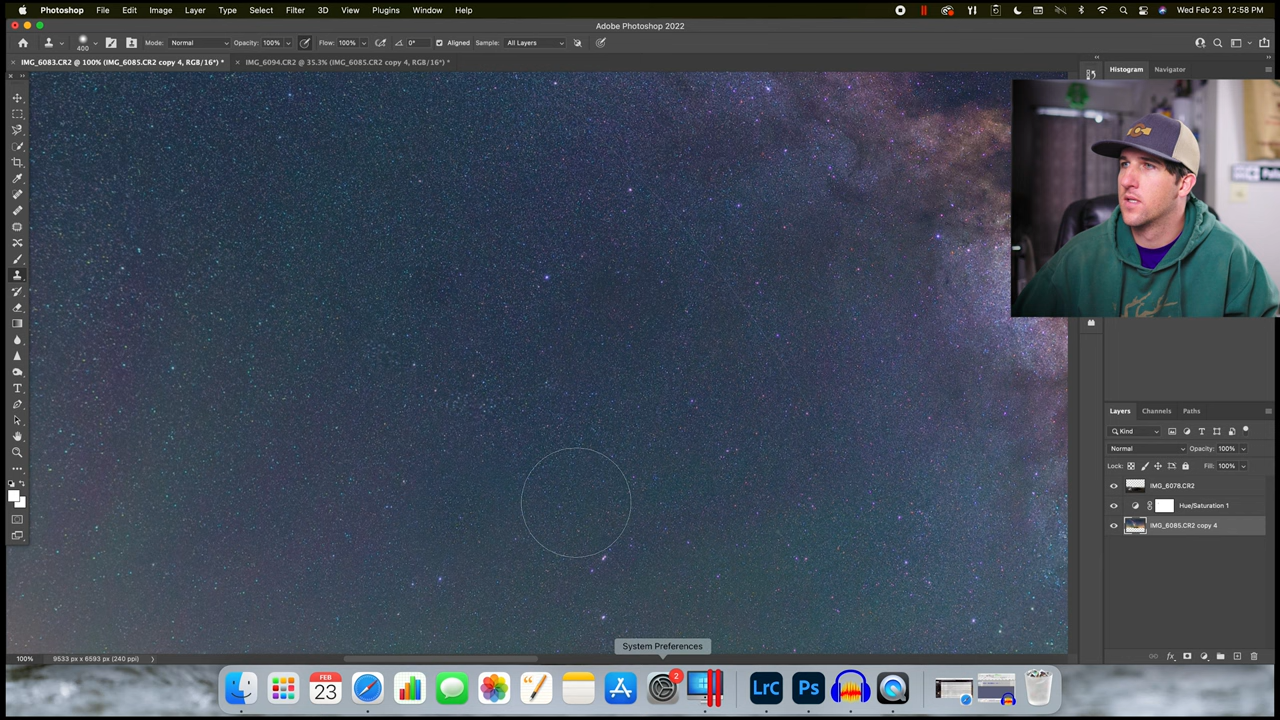 Photoshop File Edit Image Layer Type Select Filter 3D View Plugins Window Help Wed Feb 23 12:58 PM
Adobe Photoshop 2022
400 Mode: Normal Opacity: 100% Flow: 100% 0° Aligned Sample: All Layers
IMG_6083.CR2 @ 100% (IMG_6085.CR2 copy 4, RGB/16*) * IMG_6094.CR2 @ 35.3% (IMG_6085.CR2 copy 4, RGB/16*) *
Histogram Navigator
Layers Channels Paths
Kind
Normal Opacity: 100%
Lock: Fill: 100%
IMG_6078.CR2
Hue/Saturation 1
IMG_6085.CR2 copy 4
fx
System Preferences
100% 9533 px x 6593 px (240 ppi)
FEB
23
2
LrC
Ps